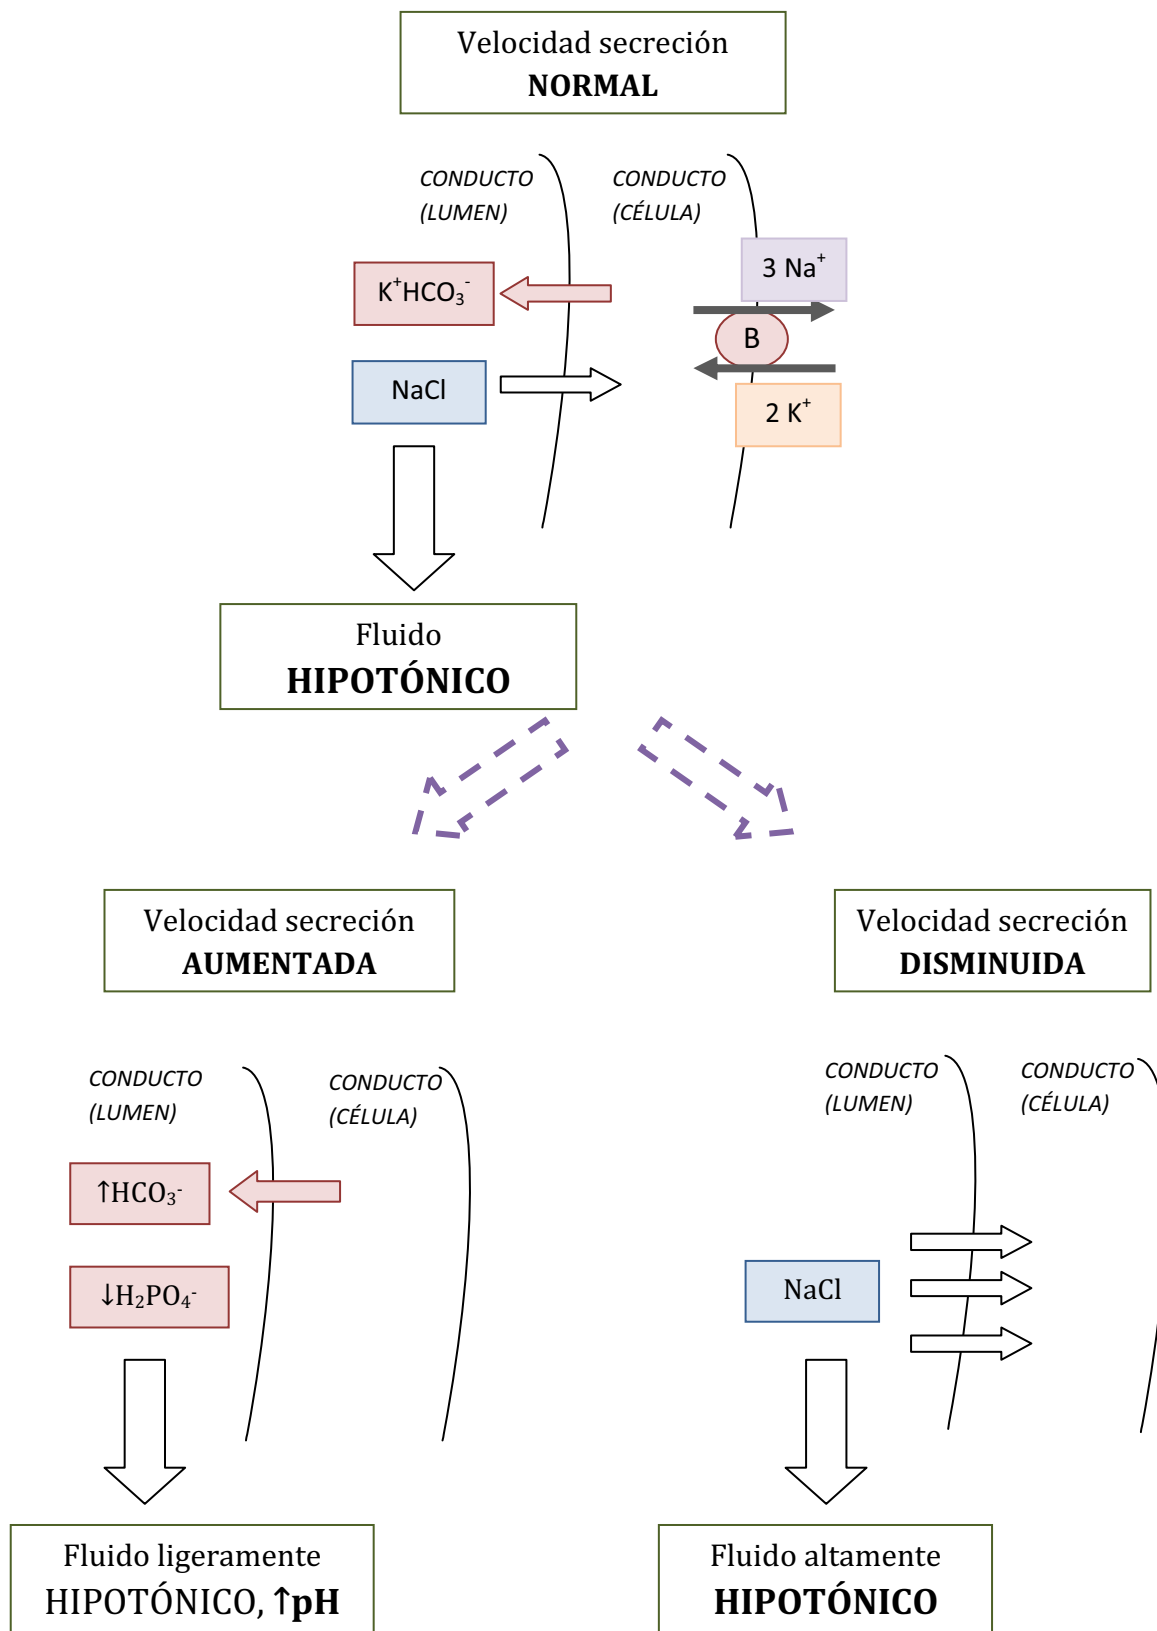 Velocidad secreción
NORMAL
CONDUCTO
(LUMEN)
CONDUCTO
(CÉLULA)
3 Na⁺
K⁺HCO₃⁻
B
NaCl
2 K⁺
Fluido
HIPOTÓNICO
Velocidad secreción
AUMENTADA
CONDUCTO
(LUMEN)
CONDUCTO
(CÉLULA)
↑HCO₃⁻
↓H₂PO₄⁻
Fluido ligeramente
HIPOTÓNICO, ↑pH
Velocidad secreción
DISMINUIDA
CONDUCTO
(LUMEN)
CONDUCTO
(CÉLULA)
NaCl
Fluido altamente
HIPOTÓNICO